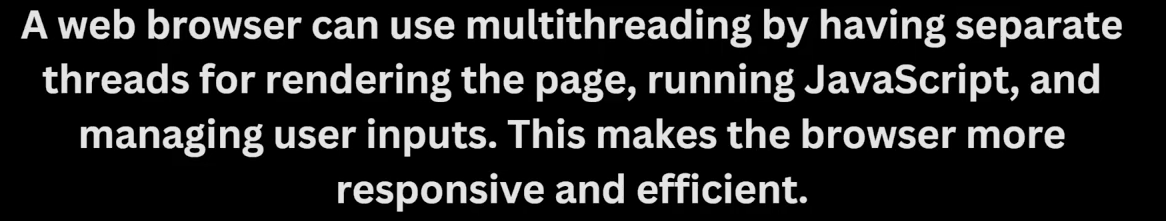 A web browser can use multithreading by having separate
threads for rendering the page, running JavaScript, and
managing user inputs. This makes the browser more
responsive and efficient.